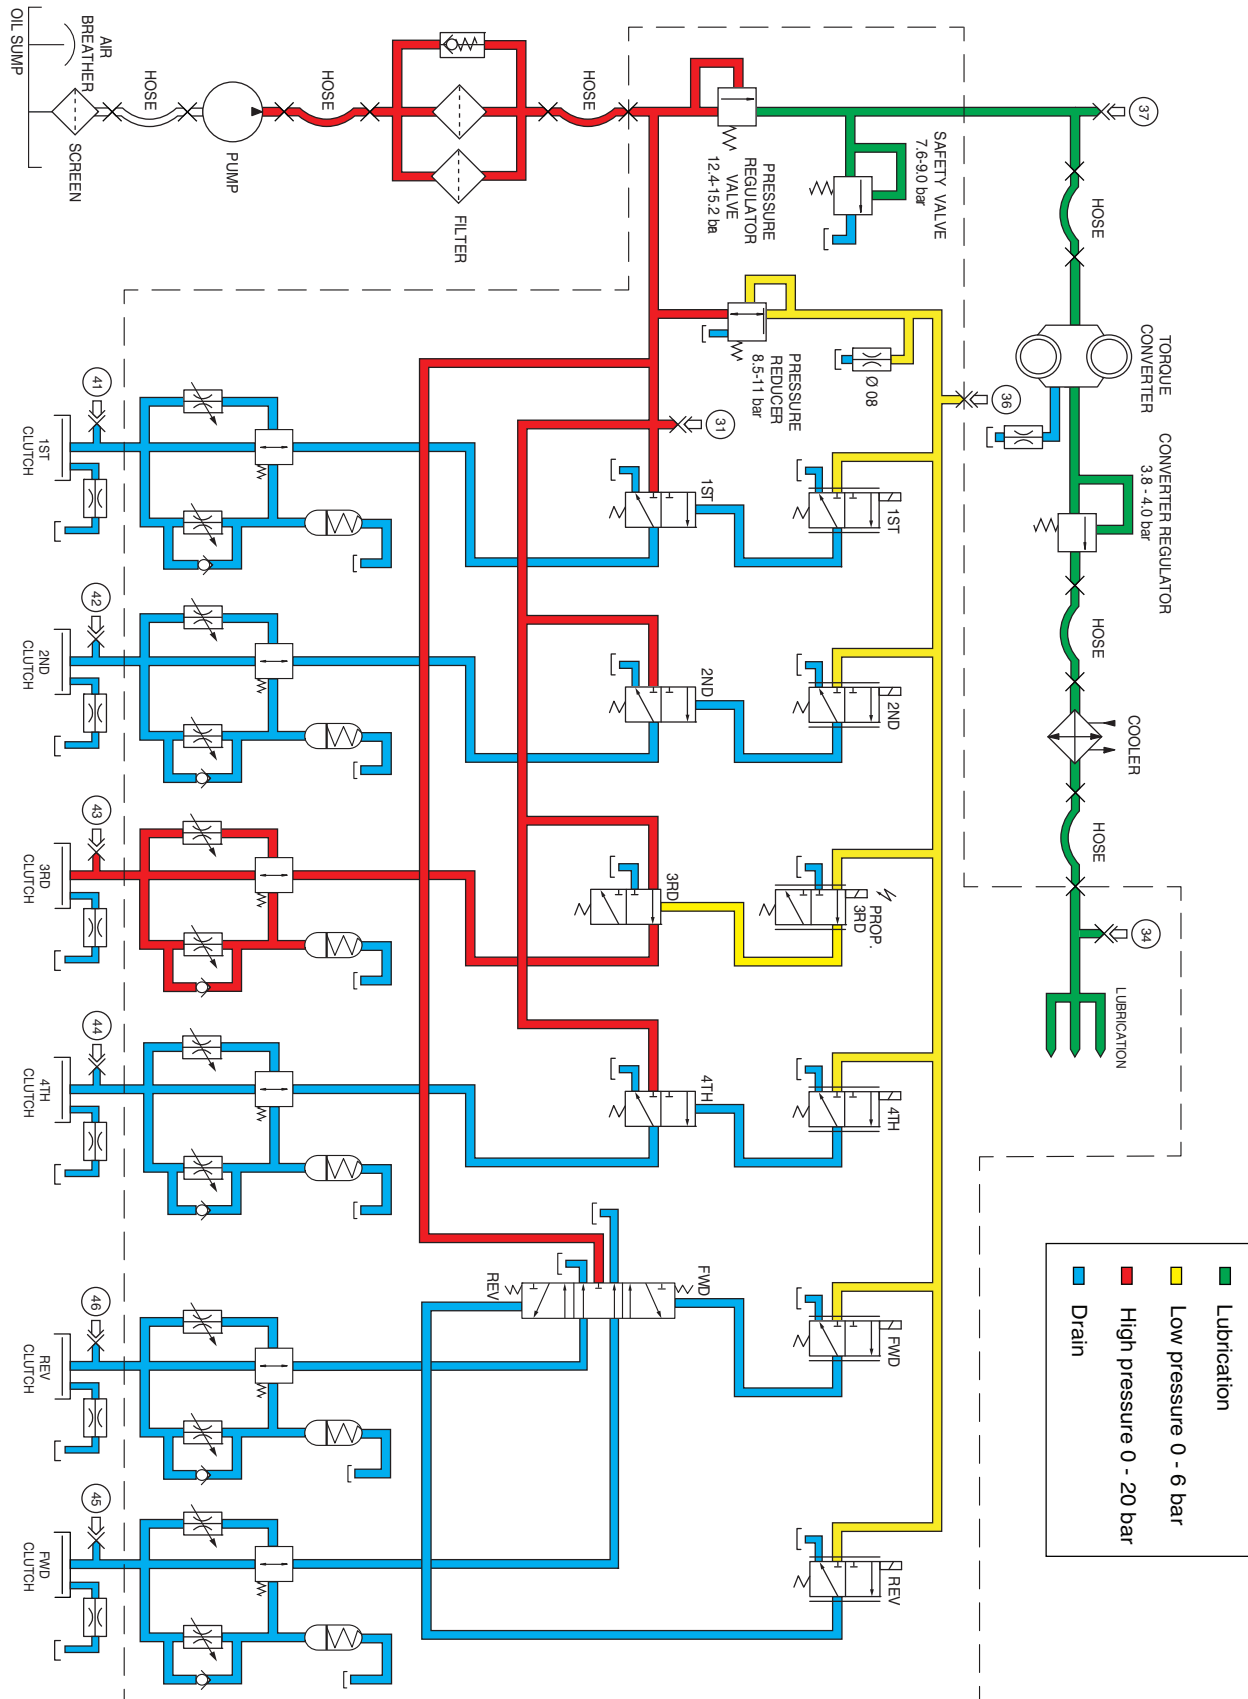 OIL SUMP
AIR
BREATHER
SCREEN
HOSE
PUMP
HOSE
FILTER
HOSE
PRESSURE
REGULATOR
VALVE
12.4-15.2 ba
SAFETY VALVE
7.6-9.0 bar
37
HOSE
TORQUE
CONVERTER
CONVERTER REGULATOR
3.8 - 4.0 bar
HOSE
COOLER
HOSE
34
LUBRICATION
PRESSURE
REDUCER
8.5-11 bar
Ø 08
36
31
1ST
2ND
3RD
4TH
FWD
REV
1ST
2ND
PROP.
3RD
4TH
FWD
REV
41
1ST
CLUTCH
42
2ND
CLUTCH
43
3RD
CLUTCH
44
4TH
CLUTCH
46
REV
CLUTCH
45
FWD
CLUTCH
Lubrication
Low pressure 0 - 6 bar
High pressure 0 - 20 bar
Drain